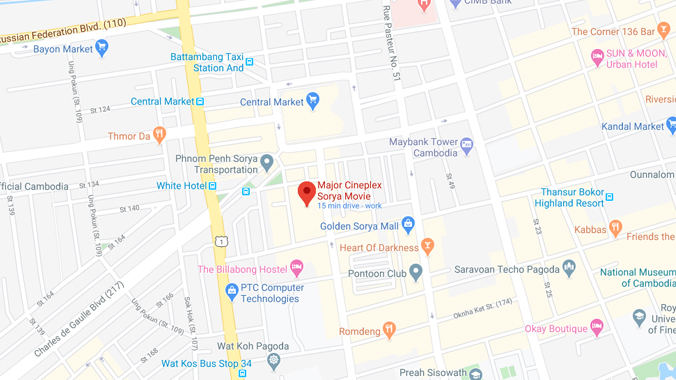 CIMB Bank
The Corner 136 Bar
ussian Federation Blvd. (110)
Bayon Market
Rue Pasteur No. 51
SUN & MOON,
Urban Hotel
Battambang Taxi
Station And
Ung Pokun (St. 109)
St 124
Central Market
Central Market
Riversi
Kandal Market
Thmor Da
Maybank Tower
Cambodia
Phnom Penh Sorya
Transportation
Ounnalom
fficial Cambodia
St 134
White Hotel
Major Cineplex
Sorya Movie
15 min drive - work
St 49
Thansur Bokor
Highland Resort
St 139
Ung Pokun (St. 109)
St 140
Golden Sorya Mall
St 23
Kabbas
Friends the
St 164
1
Heart Of Darkness
The Billabong Hostel
Pontoon Club
Saravoan Techo Pagoda
National Museum
of Cambodia
PTC Computer
Technologies
St 25
St 164
Charles de Gaulle Blvd (217)
St 166
Ung Pokun (St. 109)
Sok Hok (St 107)
Oknha Ket St. (174)
Roy
Univer
of Fine
Romdeng
Okay Boutique
St 139
St 168
Wat Koh Pagoda
Wat Kos Bus Stop 34
Preah Sisowath